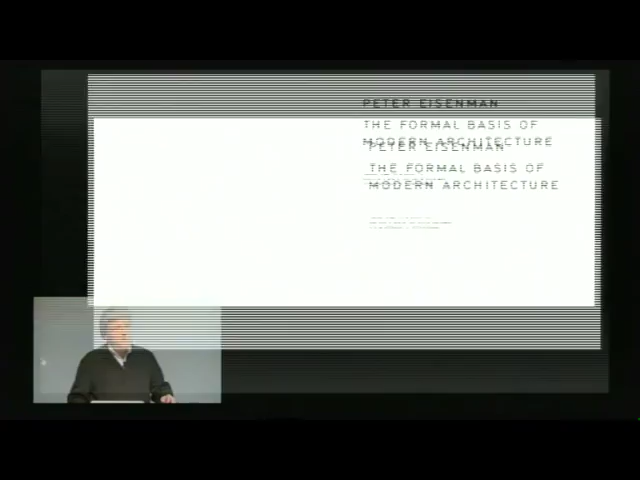 PETER EISENMAN
THE FORMAL BASIS OF
MODERN ARCHITECTURE
PETER EISENMAN
THE FORMAL BASIS OF
MODERN ARCHITECTURE